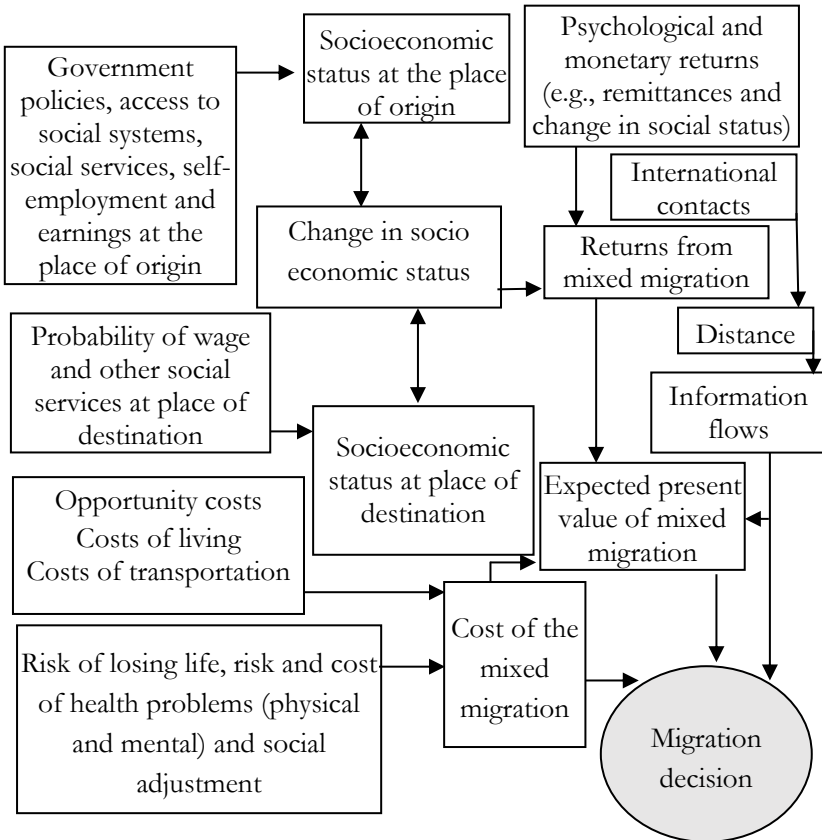 Government
policies, access to
social systems,
social services, self-
employment and
earnings at the
place of origin
Socioeconomic
status at the place
of origin
Psychological and
monetary returns
(e.g., remittances and
change in social status)
International
contacts
Change in socio
economic status
Returns from
mixed migration
Distance
Probability of wage
and other social
services at place of
destination
Information
flows
Socioeconomic
status at place of
destination
Expected present
value of mixed
migration
Opportunity costs
Costs of living
Costs of transportation
Cost of the
mixed
migration
Risk of losing life, risk and cost
of health problems (physical
and mental) and social
adjustment
Migration
decision